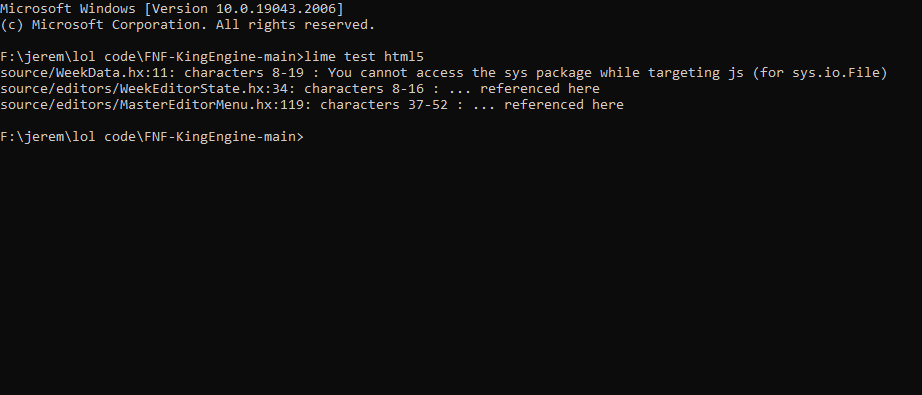 Microsoft Windows [Version 10.0.19043.2006]
(c) Microsoft Corporation. All rights reserved.
F:\jerem\lol code\FNF-KingEngine-main>lime test html5
source/WeekData.hx:11: characters 8-19 : You cannot access the sys package while targeting js (for sys.io.File)
source/editors/WeekEditorState.hx:34: characters 8-16 : ... referenced here
source/editors/MasterEditorMenu.hx:119: characters 37-52 : ... referenced here
F:\jerem\lol code\FNF-KingEngine-main>